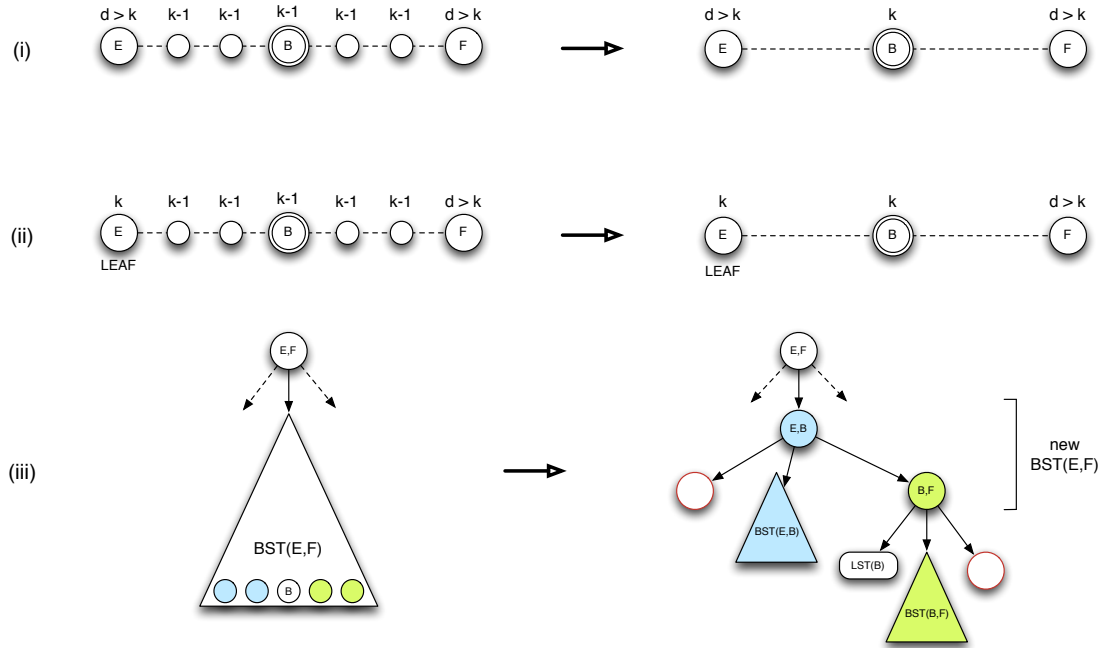 d > k k-1 k-1 k-1 k-1 k-1 d > k d > k k d > k
(i) E B F E B F
k k-1 k-1 k-1 k-1 k-1 d > k k k d > k
(ii) E B F E B F
LEAF LEAF
E,F E,F
E,B
new
BST(E,F)
(iii)
B,F
BST(E,B)
BST(E,F)
LST(B)
B
BST(B,F)